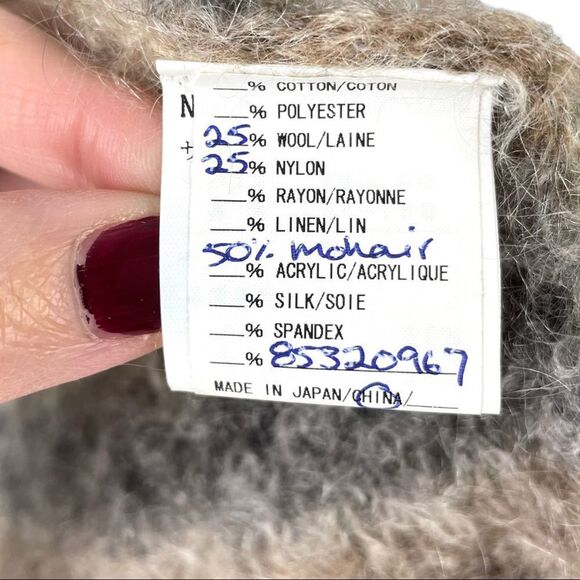 ___% COTTON/COTON
N ___% POLYESTER
25% WOOL/LAINE
25% NYLON
___% RAYON/RAYONNE
___% LINEN/LIN
50% mohair
___% ACRYLIC/ACRYLIQUE
___% SILK/SOIE
___% SPANDEX
___% 85320967
MADE IN JAPAN/CHINA/______